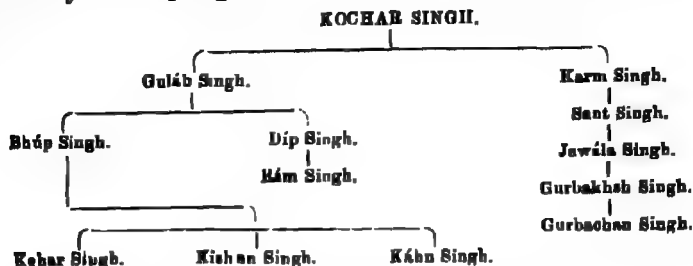 KOCHAR SINGH.
Guláb Singh.
Karm Singh.
Sant Singh.
Bhúp Singh.
Díp Singh.
Jawála Singh.
Rám Singh.
Gurbakhsh Singh.
Gurbachan Singh.
Kehar Singh.
Kishan Singh.
Káhn Singh.